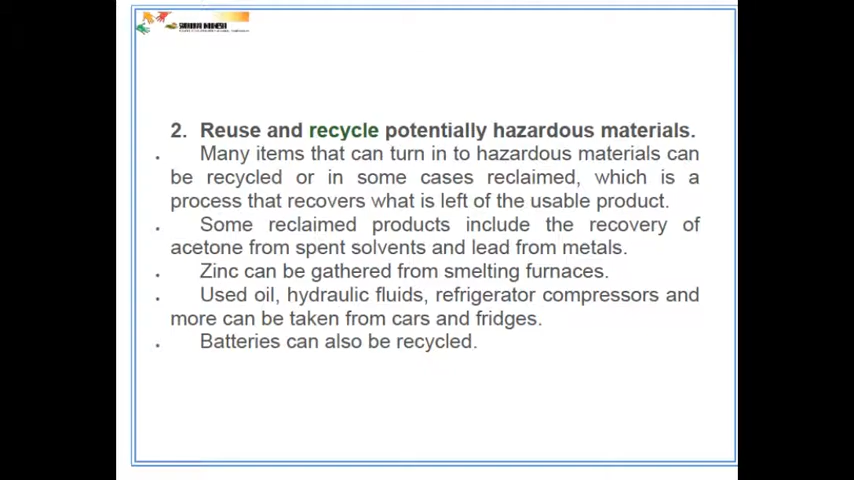 2. Reuse and recycle potentially hazardous materials.
. Many items that can turn in to hazardous materials can
be recycled or in some cases reclaimed, which is a
process that recovers what is left of the usable product.
. Some reclaimed products include the recovery of
acetone from spent solvents and lead from metals.
. Zinc can be gathered from smelting furnaces.
. Used oil, hydraulic fluids, refrigerator compressors and
more can be taken from cars and fridges.
. Batteries can also be recycled.